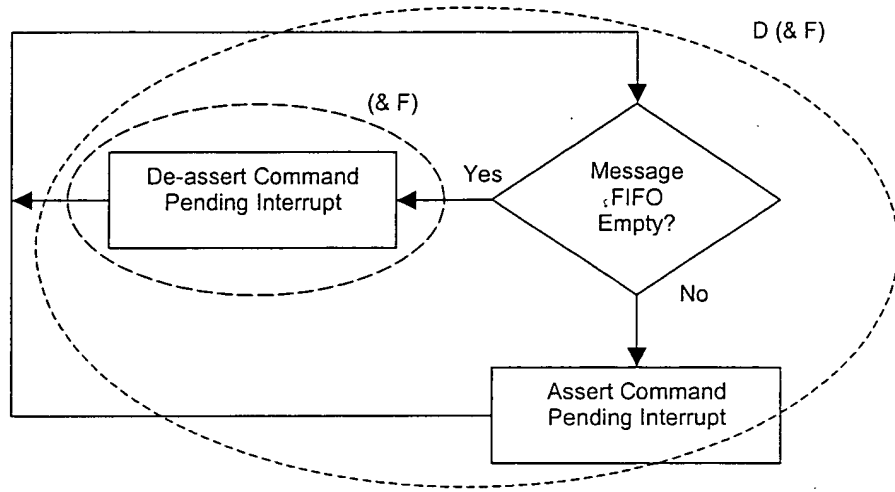 D (& F)
(& F)
De-assert Command
Pending Interrupt
Yes
Message
FIFO
Empty?
No
Assert Command
Pending Interrupt